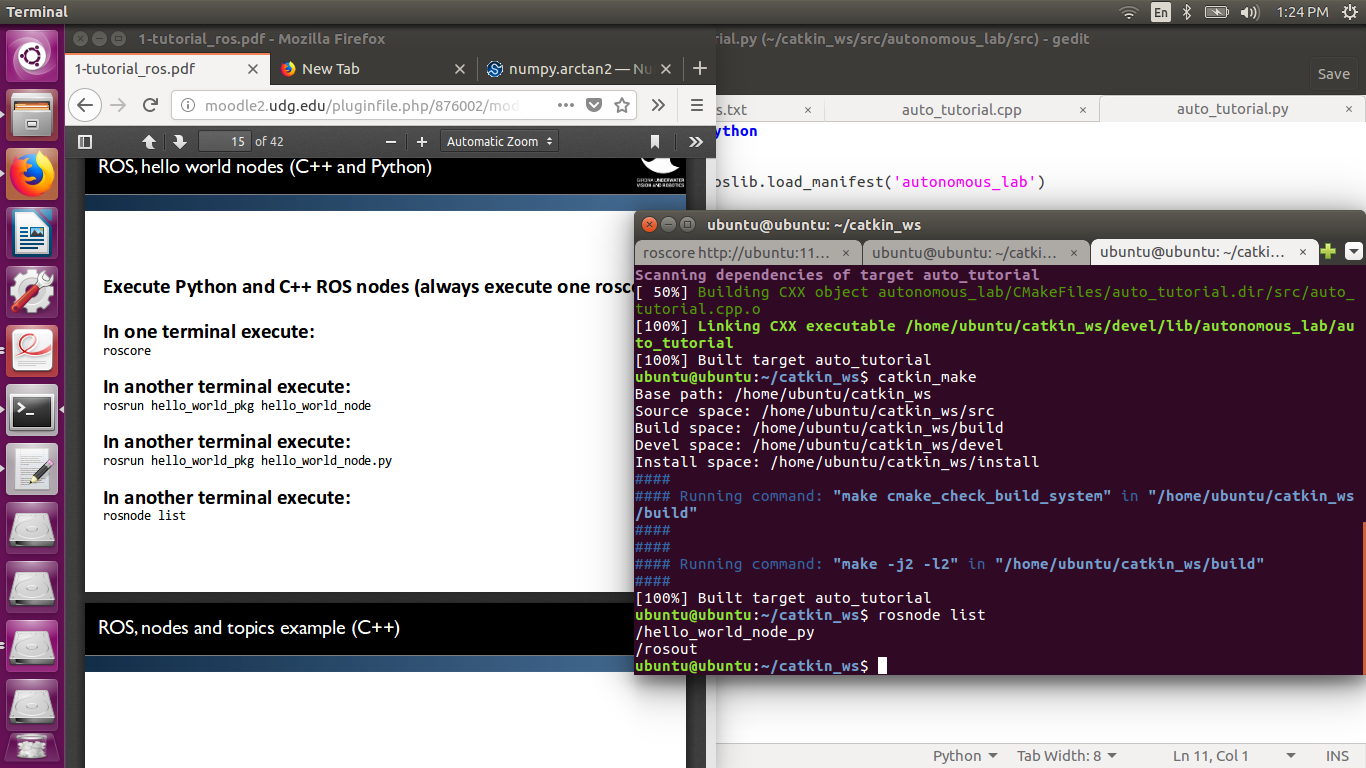 Terminal
En
1:24 PM
1-tutorial_ros.pdf - Mozilla Firefox
1-tutorial_ros.pdf
New Tab
numpy.arctan2 — Nu
moodle2.udg.edu/pluginfile.php/876002/mod
15 of 42
Automatic Zoom
ROS, hello world nodes (C++ and Python)
GIRONA UNDERWATER
VISION AND ROBOTICS
Execute Python and C++ ROS nodes (always execute one rosco
In one terminal execute:
roscore
In another terminal execute:
rosrun hello_world_pkg hello_world_node
In another terminal execute:
rosrun hello_world_pkg hello_world_node.py
In another terminal execute:
rosnode list
ROS, nodes and topics example (C++)
rial.py (~/catkin_ws/src/autonomous_lab/src) - gedit
Save
s.txt
auto_tutorial.cpp
auto_tutorial.py
ython
oslib.load_manifest('autonomous_lab')
ubuntu@ubuntu: ~/catkin_ws
roscore http://ubuntu:11...
ubuntu@ubuntu: ~/catki...
ubuntu@ubuntu: ~/catki...
Scanning dependencies of target auto_tutorial
[ 50%] Building CXX object autonomous_lab/CMakeFiles/auto_tutorial.dir/src/auto_
tutorial.cpp.o
[100%] Linking CXX executable /home/ubuntu/catkin_ws/devel/lib/autonomous_lab/au
to_tutorial
[100%] Built target auto_tutorial
ubuntu@ubuntu:~/catkin_ws$ catkin_make
Base path: /home/ubuntu/catkin_ws
Source space: /home/ubuntu/catkin_ws/src
Build space: /home/ubuntu/catkin_ws/build
Devel space: /home/ubuntu/catkin_ws/devel
Install space: /home/ubuntu/catkin_ws/install
####
#### Running command: "make cmake_check_build_system" in "/home/ubuntu/catkin_ws
/build"
####
####
#### Running command: "make -j2 -l2" in "/home/ubuntu/catkin_ws/build"
####
[100%] Built target auto_tutorial
ubuntu@ubuntu:~/catkin_ws$ rosnode list
/hello_world_node_py
/rosout
ubuntu@ubuntu:~/catkin_ws$
Python
Tab Width: 8
Ln 11, Col 1
INS